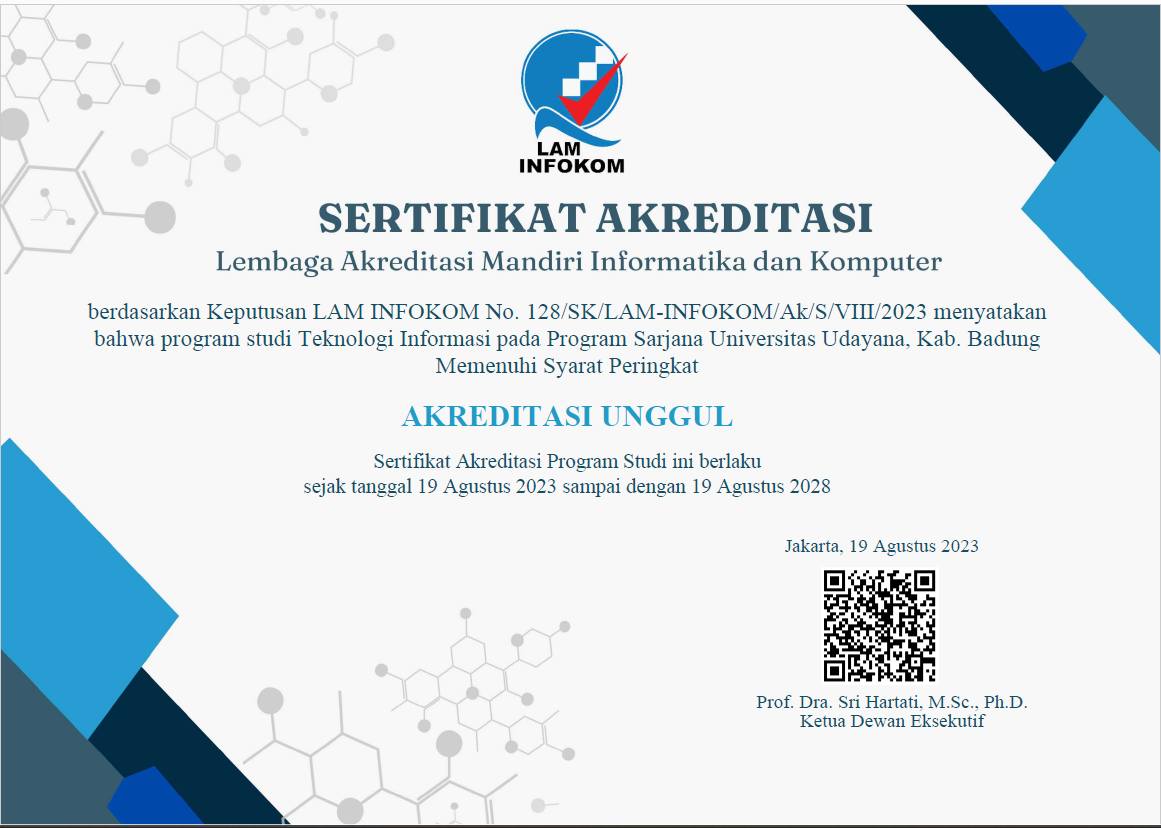 LAM
INFOKOM
SERTIFIKAT AKREDITASI
Lembaga Akreditasi Mandiri Informatika dan Komputer
berdasarkan Keputusan LAM INFOKOM No. 128/SK/LAM-INFOKOM/Ak/S/VIII/2023 menyatakan
bahwa program studi Teknologi Informasi pada Program Sarjana Universitas Udayana, Kab. Badung
Memenuhi Syarat Peringkat
AKREDITASI UNGGUL
Sertifikat Akreditasi Program Studi ini berlaku
sejak tanggal 19 Agustus 2023 sampai dengan 19 Agustus 2028
Jakarta, 19 Agustus 2023
Prof. Dra. Sri Hartati, M.Sc., Ph.D.
Ketua Dewan Eksekutif